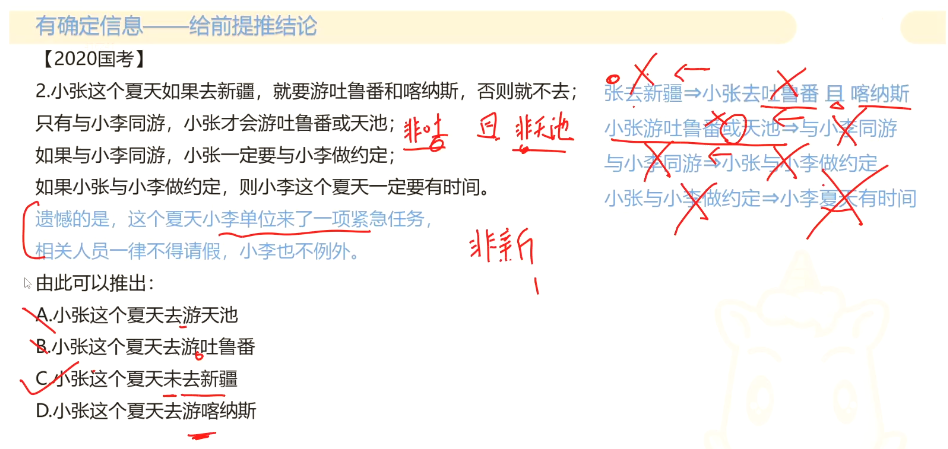 有确定信息——给前提推结论
【2020国考】
2.小张这个夏天如果去新疆，就要游吐鲁番和喀纳斯，否则就不去；
只有与小李同游，小张才会游吐鲁番或天池；
如果与小李同游，小张一定要与小李做约定；
如果小张与小李做约定，则小李这个夏天一定要有时间。
遗憾的是，这个夏天小李单位来了一项紧急任务，
相关人员一律不得请假，小李也不例外。
由此可以推出：
A.小张这个夏天去游天池
B.小张这个夏天去游吐鲁番
C.小张这个夏天未去新疆
D.小张这个夏天去游喀纳斯
张去新疆⇒小张去吐鲁番 且 喀纳斯
小张游吐鲁番或天池⇒与小李同游
与小李同游⇒小张与小李做约定
小张与小李做约定⇒小李夏天有时间
非吐 且 非天池
非新